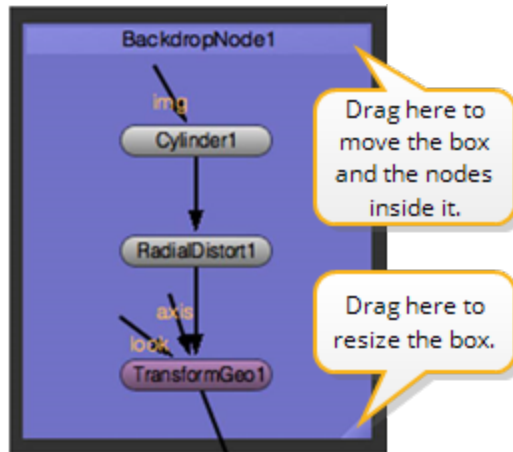 BackdropNode1
img
Cylinder1
RadialDistort1
axis
look
TransformGeo1
Drag here to
move the box
and the nodes
inside it.
Drag here to
resize the box.